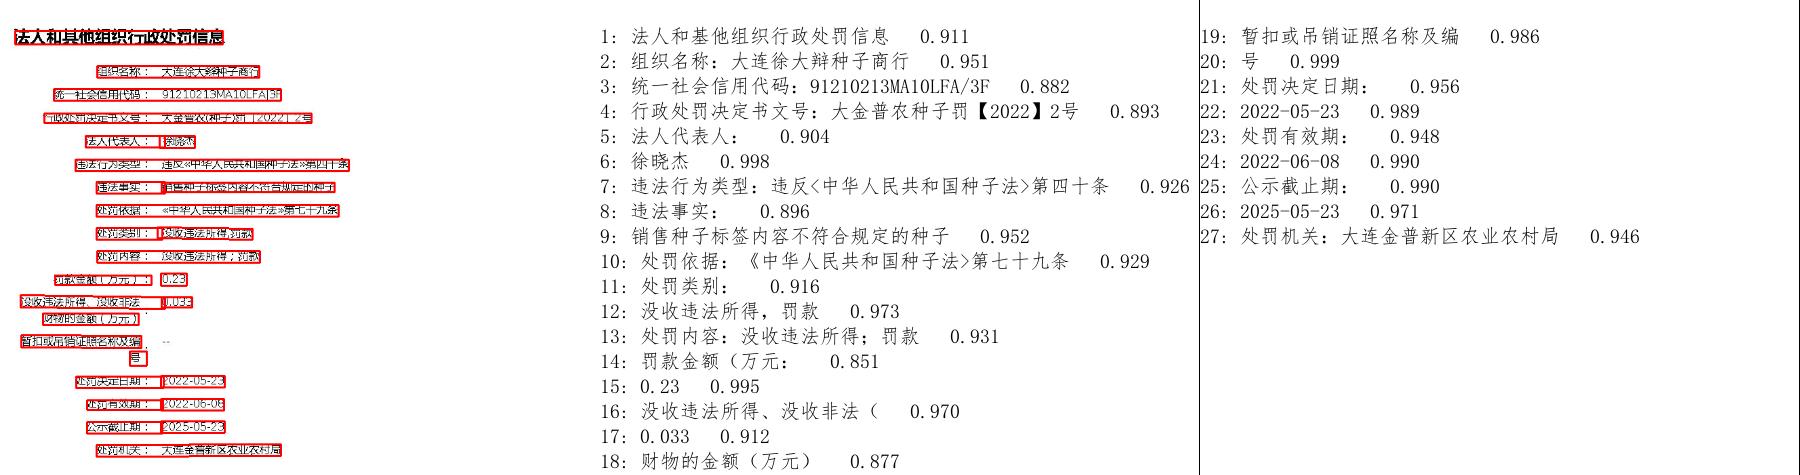 法人和其他组织行政处罚信息
组织名称： 大连徐大辩种子商行
统一社会信用代码： 91210213MA10LFAJ3F
行政处罚决定书文号： 大金普农(种子)罚〔2022〕2号
法人代表人： 徐晓杰
违法行为类型： 违反《中华人民共和国种子法》第四十条
违法事实： 销售种子标签内容不符合规定的种子
处罚依据： 《中华人民共和国种子法》第七十九条
处罚类别： 没收违法所得,罚款
处罚内容： 没收违法所得；罚款
罚款金额（万元）： 0.23
没收违法所得、没收非法 0.033
财物的金额（万元）：
暂扣或吊销证照名称及编 --
号：
处罚决定日期： 2022-05-23
处罚有效期： 2022-06-08
公示截止期： 2025-05-23
处罚机关： 大连金普新区农业农村局
1: 法人和基他组织行政处罚信息 0.911
2: 组织名称: 大连徐大辩种子商行 0.951
3: 统一社会信用代码: 91210213MA10LFA/3F 0.882
4: 行政处罚决定书文号: 大金普农种子罚【2022】2号 0.893
5: 法人代表人: 0.904
6: 徐晓杰 0.998
7: 违法行为类型: 违反<中华人民共和国种子法>第四十条 0.926
8: 违法事实: 0.896
9: 销售种子标签内容不符合规定的种子 0.952
10: 处罚依据: 《中华人民共和国种子法>第七十九条 0.929
11: 处罚类别: 0.916
12: 没收违法所得, 罚款 0.973
13: 处罚内容: 没收违法所得; 罚款 0.931
14: 罚款金额（万元: 0.851
15: 0.23 0.995
16: 没收违法所得、没收非法（ 0.970
17: 0.033 0.912
18: 财物的金额（万元） 0.877
19: 暂扣或吊销证照名称及编 0.986
20: 号 0.999
21: 处罚决定日期: 0.956
22: 2022-05-23 0.989
23: 处罚有效期: 0.948
24: 2022-06-08 0.990
25: 公示截止期: 0.990
26: 2025-05-23 0.971
27: 处罚机关: 大连金普新区农业农村局 0.946